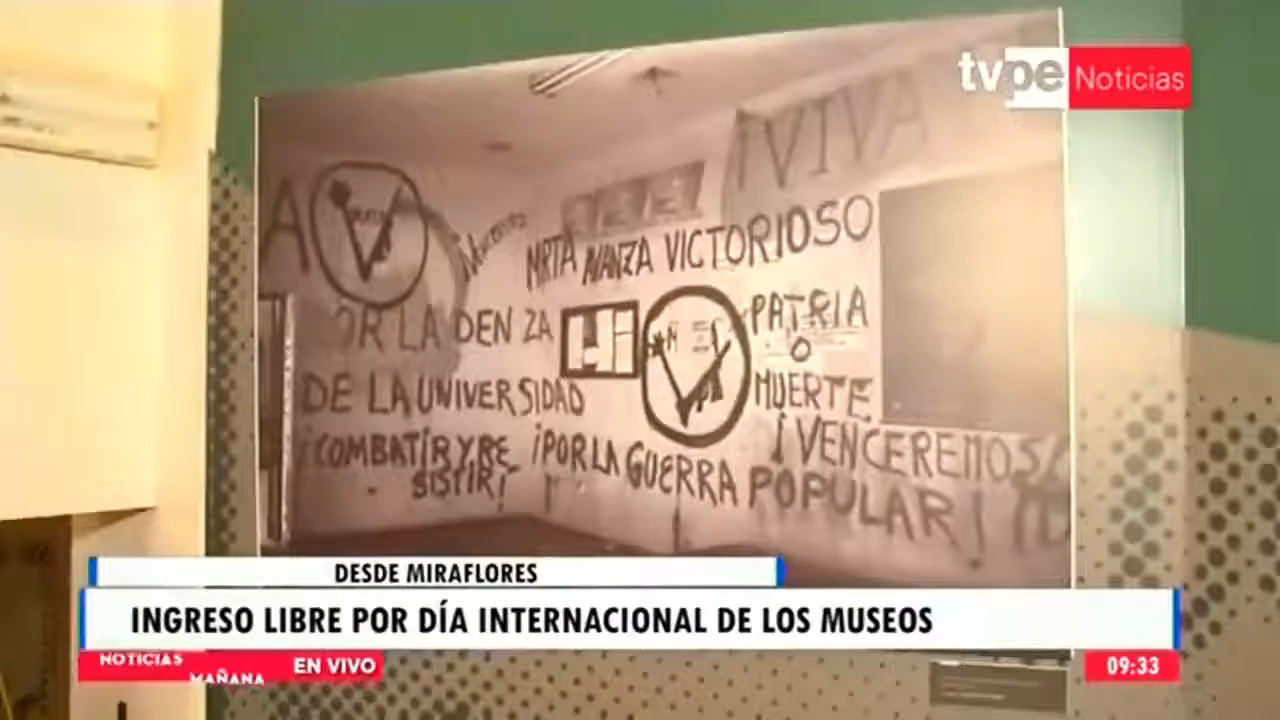 tvpe Noticias
¡VIVA
MRTA AVANZA VICTORIOSO
POR LA DEN ZA
PATRIA
O
MUERTE
DE LA UNIVERSIDAD
¡VENCEREMOS!
¡COMBATIR Y RE
SISTIR!
¡POR LA GUERRA POPULAR!
DESDE MIRAFLORES
INGRESO LIBRE POR DÍA INTERNACIONAL DE LOS MUSEOS
NOTICIAS
MAÑANA
EN VIVO
09:33